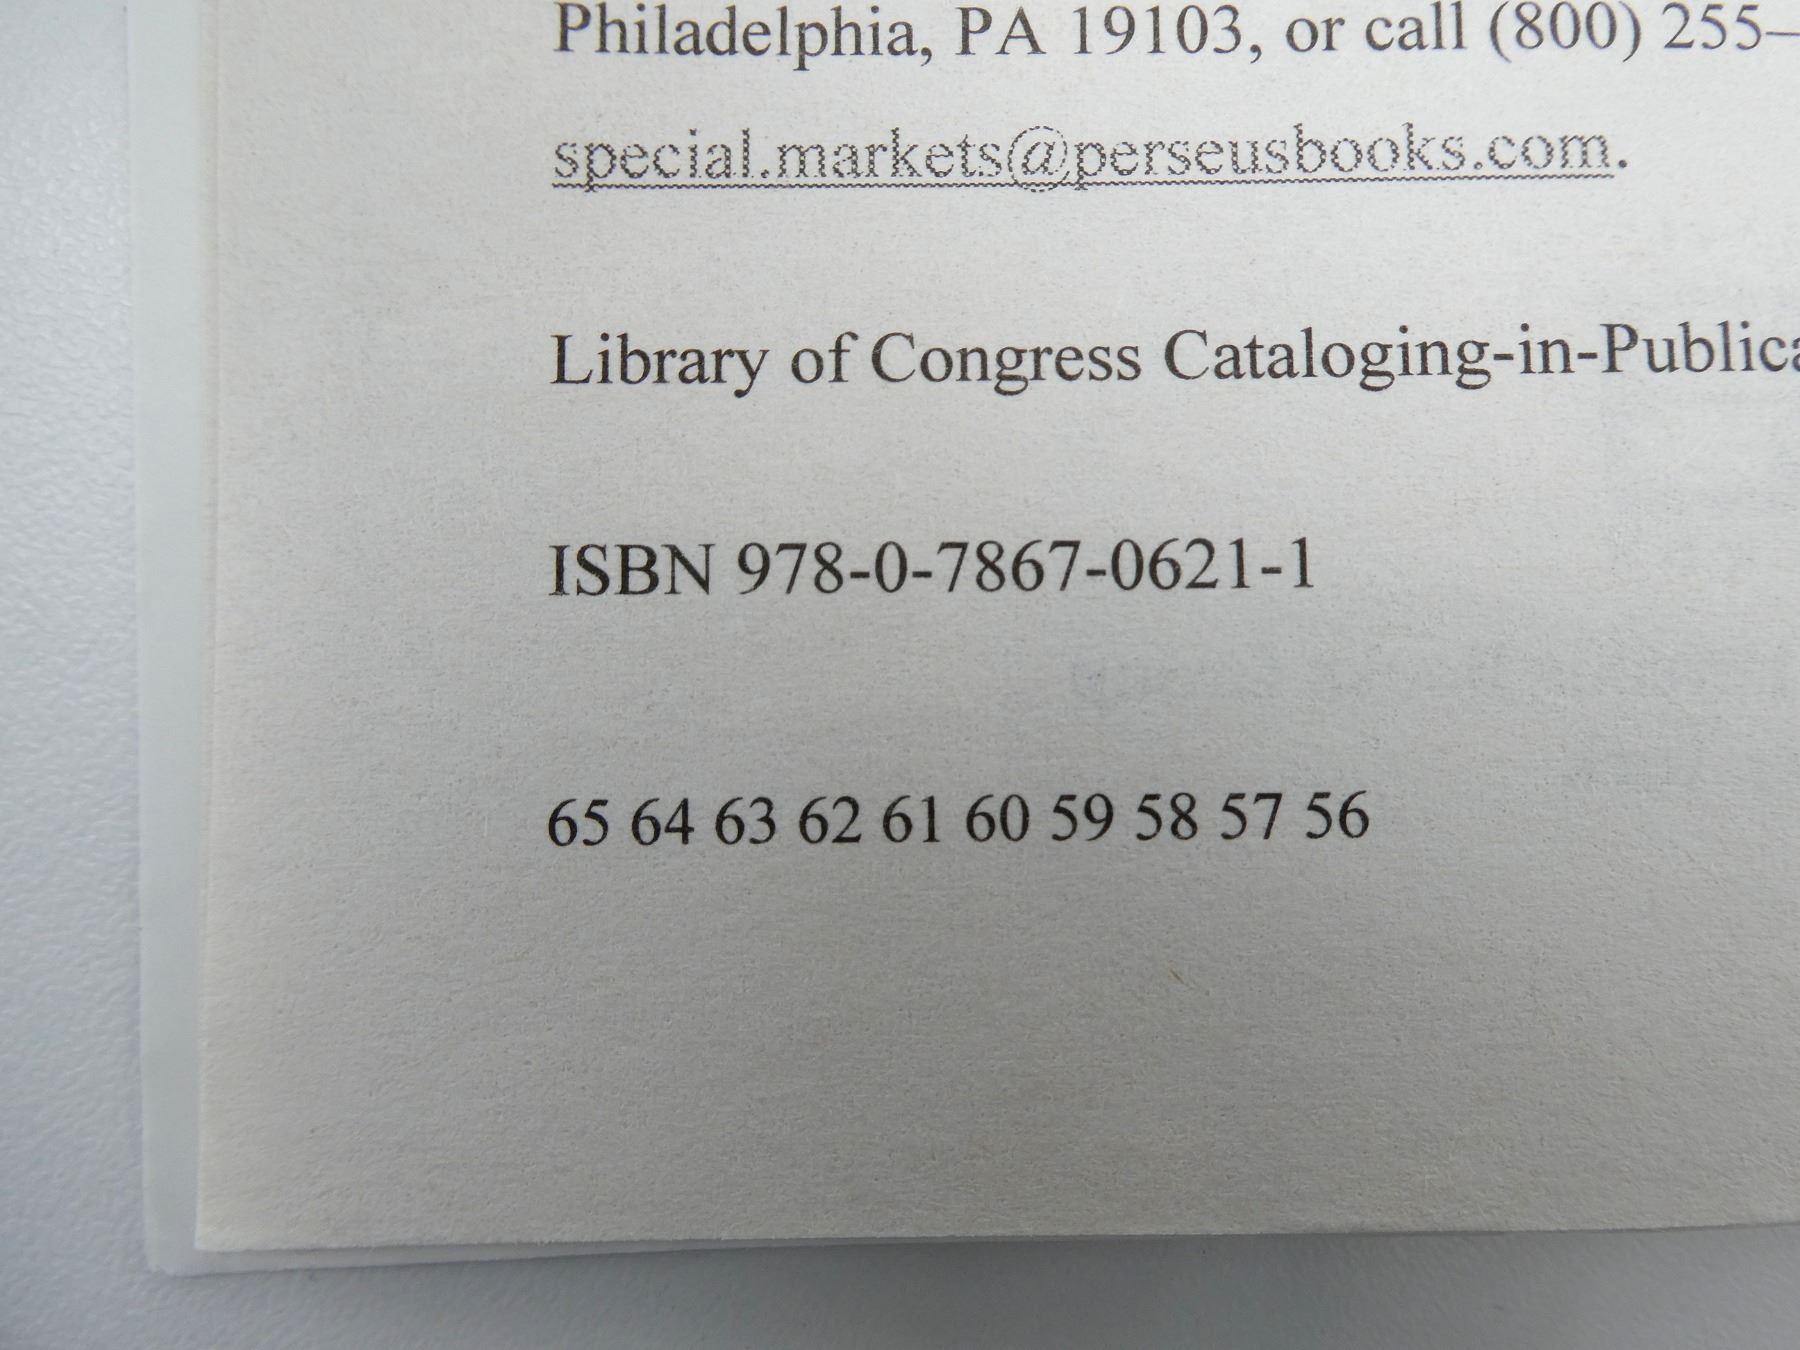 Philadelphia, PA 19103, or call (800) 255–
special.markets@perseusbooks.com.
Library of Congress Cataloging-in-Publica
ISBN 978-0-7867-0621-1
65 64 63 62 61 60 59 58 57 56